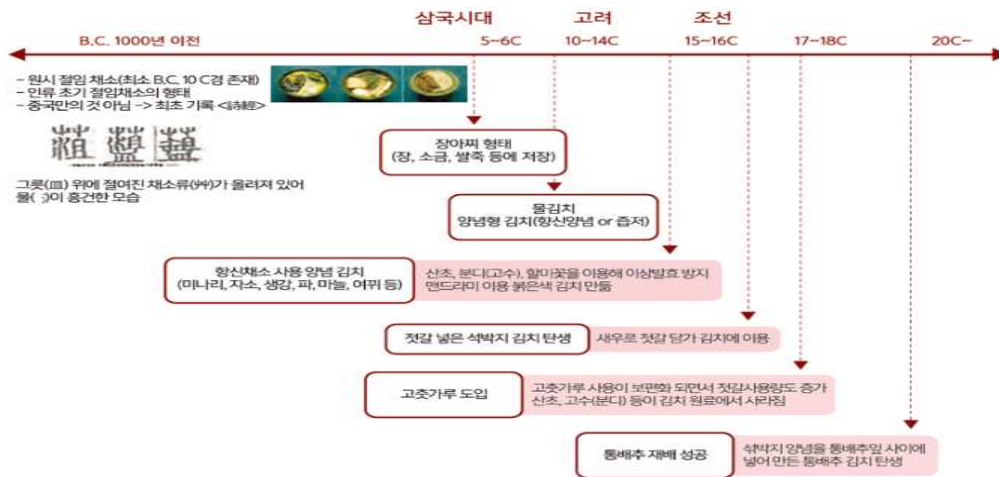 삼국시대 고려 조선
B.C. 1000년 이전 5~6C 10~14C 15~16C 17~18C 20C~
- 원시 절임 채소(최소 B.C. 10 C경 존재)
- 인류 초기 절임채소의 형태
- 중국만의 것 아님 -> 최초 기록 <詩經>
그릇(皿) 위에 절여진 채소류(艸)가 올려져 있어
물( ;)이 흥건한 모습
장아찌 형태
(장, 소금, 쌀죽 등에 저장)
물김치
양념형 김치(향신양념 or 즙저)
향신채소 사용 양념 김치
(미나리, 자소, 생강, 파, 마늘, 여뀌 등)
산초, 분디(고수), 할미꽃을 이용해 이상발효 방지
맨드라미 이용 붉은색 김치 만듦
젓갈 넣은 석박지 김치 탄생
새우로 젓갈 담가 김치에 이용
고춧가루 도입
고춧가루 사용이 보편화 되면서 젓갈사용량도 증가
산초, 고수(분디) 등이 김치 원료에서 사라짐
통배추 재배 성공
섞박지 양념을 통배추잎 사이에
넣어 만든 통배추 김치 탄생